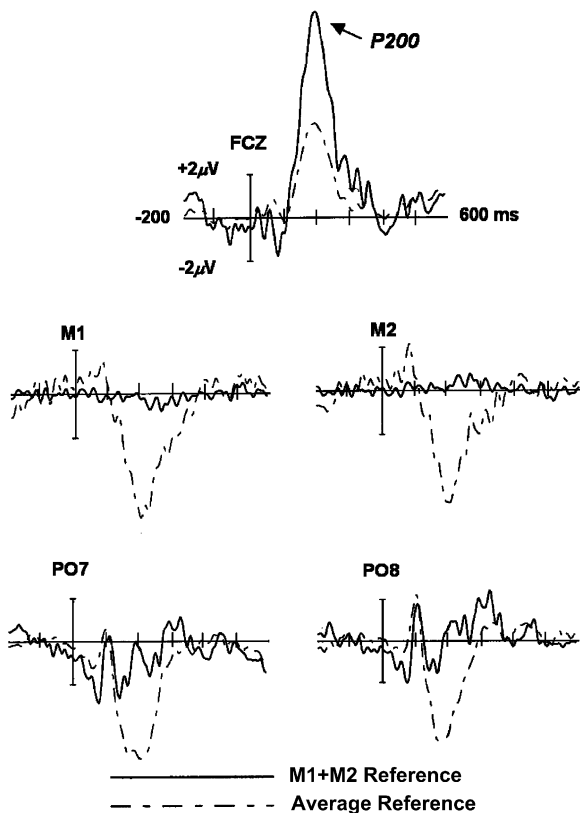 P200
FCZ
+2μV
-200
600 ms
-2μV
M1
M2
PO7
PO8
M1+M2 Reference
Average Reference